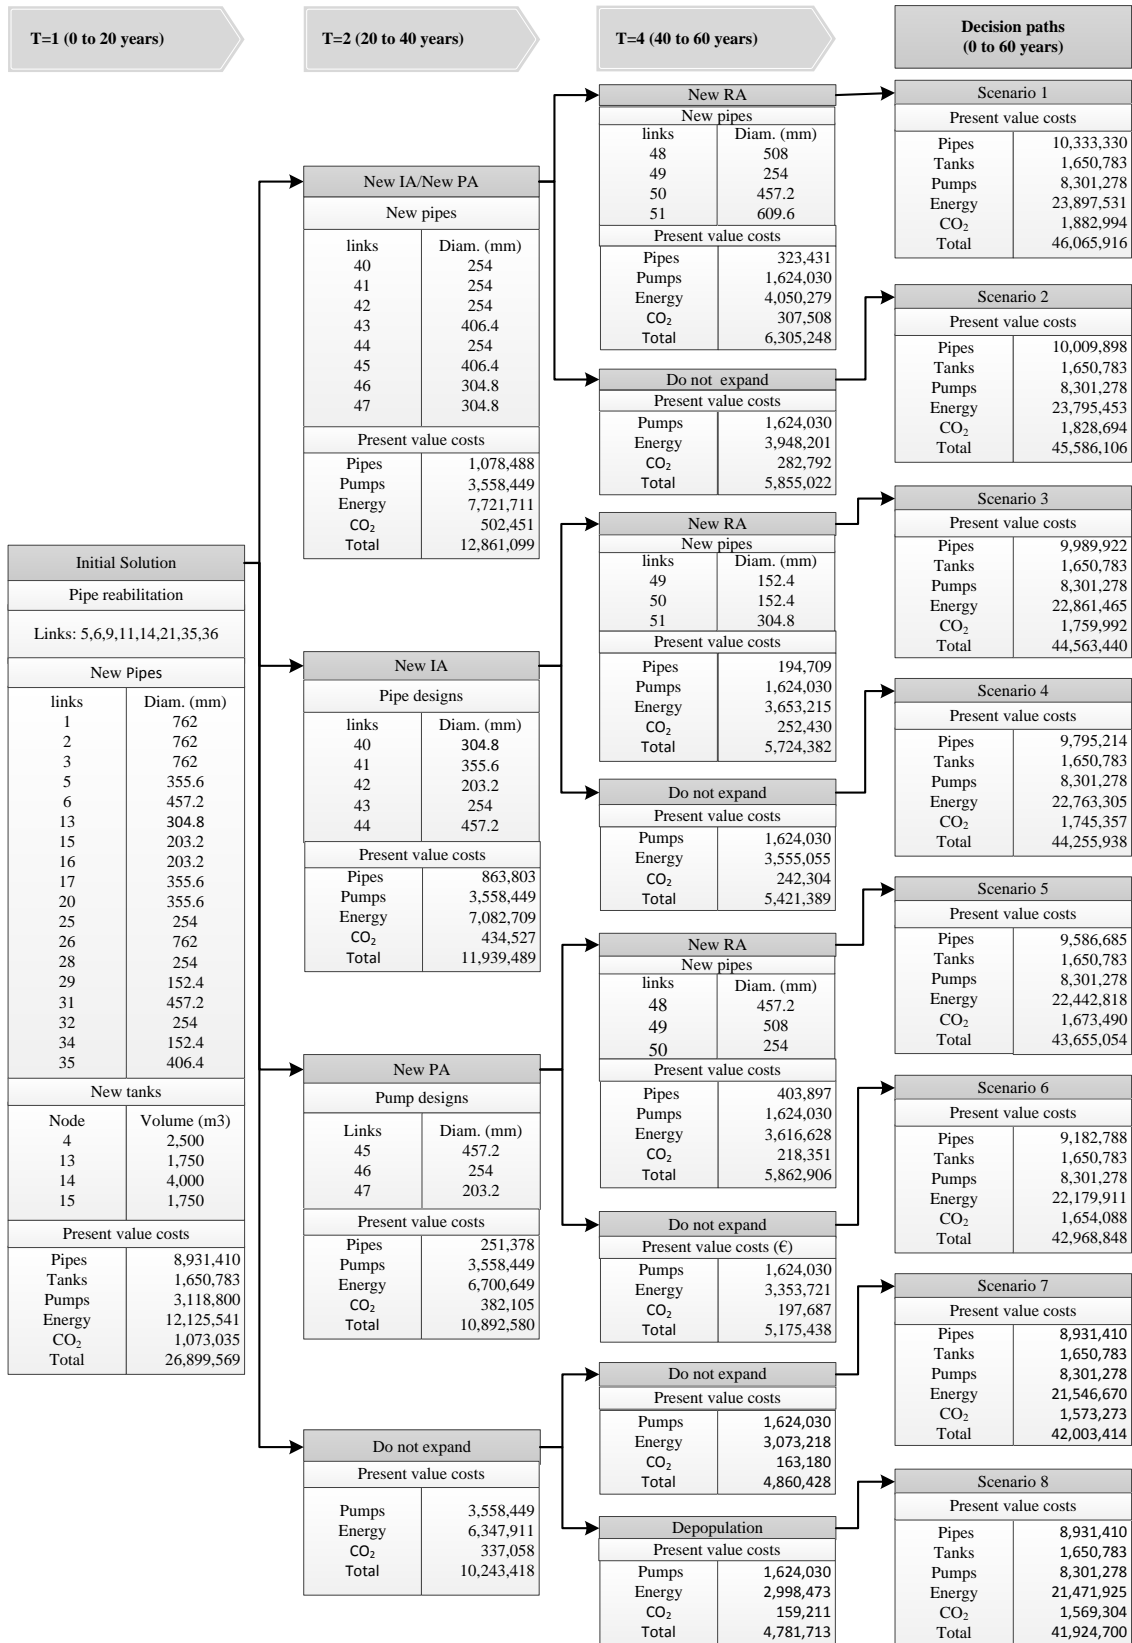 T=1 (0 to 20 years)
T=2 (20 to 40 years)
T=4 (40 to 60 years)
Decision paths
(0 to 60 years)
Initial Solution
Pipe reabilitation
Links: 5,6,9,11,14,21,35,36
New Pipes
links Diam. (mm)
1 762
2 762
3 762
5 355.6
6 457.2
13 304.8
15 203.2
16 203.2
17 355.6
20 355.6
25 254
26 762
28 254
29 152.4
31 457.2
32 254
34 152.4
35 406.4
New tanks
Node Volume (m3)
4 2,500
13 1,750
14 4,000
15 1,750
Present value costs
Pipes 8,931,410
Tanks 1,650,783
Pumps 3,118,800
Energy 12,125,541
CO2 1,073,035
Total 26,899,569
New IA/New PA
New pipes
links Diam. (mm)
40 254
41 254
42 254
43 406.4
44 254
45 406.4
46 304.8
47 304.8
Present value costs
Pipes 1,078,488
Pumps 3,558,449
Energy 7,721,711
CO2 502,451
Total 12,861,099
New IA
Pipe designs
links Diam. (mm)
40 304.8
41 355.6
42 203.2
43 254
44 457.2
Present value costs
Pipes 863,803
Pumps 3,558,449
Energy 7,082,709
CO2 434,527
Total 11,939,489
New PA
Pump designs
Links Diam. (mm)
45 457.2
46 254
47 203.2
Present value costs
Pipes 251,378
Pumps 3,558,449
Energy 6,700,649
CO2 382,105
Total 10,892,580
Do not expand
Present value costs
Pumps 3,558,449
Energy 6,347,911
CO2 337,058
Total 10,243,418
New RA
New pipes
links Diam. (mm)
48 508
49 254
50 457.2
51 609.6
Present value costs
Pipes 323,431
Pumps 1,624,030
Energy 4,050,279
CO2 307,508
Total 6,305,248
Do not expand
Present value costs
Pumps 1,624,030
Energy 3,948,201
CO2 282,792
Total 5,855,022
New RA
New pipes
links Diam. (mm)
49 152.4
50 152.4
51 304.8
Present value costs
Pipes 194,709
Pumps 1,624,030
Energy 3,653,215
CO2 252,430
Total 5,724,382
Do not expand
Present value costs
Pumps 1,624,030
Energy 3,555,055
CO2 242,304
Total 5,421,389
New RA
New pipes
links Diam. (mm)
48 457.2
49 508
50 254
Present value costs
Pipes 403,897
Pumps 1,624,030
Energy 3,616,628
CO2 218,351
Total 5,862,906
Do not expand
Present value costs (€)
Pumps 1,624,030
Energy 3,353,721
CO2 197,687
Total 5,175,438
Do not expand
Present value costs
Pumps 1,624,030
Energy 3,073,218
CO2 163,180
Total 4,860,428
Depopulation
Present value costs
Pumps 1,624,030
Energy 2,998,473
CO2 159,211
Total 4,781,713
Scenario 1
Present value costs
Pipes 10,333,330
Tanks 1,650,783
Pumps 8,301,278
Energy 23,897,531
CO2 1,882,994
Total 46,065,916
Scenario 2
Present value costs
Pipes 10,009,898
Tanks 1,650,783
Pumps 8,301,278
Energy 23,795,453
CO2 1,828,694
Total 45,586,106
Scenario 3
Present value costs
Pipes 9,989,922
Tanks 1,650,783
Pumps 8,301,278
Energy 22,861,465
CO2 1,759,992
Total 44,563,440
Scenario 4
Present value costs
Pipes 9,795,214
Tanks 1,650,783
Pumps 8,301,278
Energy 22,763,305
CO2 1,745,357
Total 44,255,938
Scenario 5
Present value costs
Pipes 9,586,685
Tanks 1,650,783
Pumps 8,301,278
Energy 22,442,818
CO2 1,673,490
Total 43,655,054
Scenario 6
Present value costs
Pipes 9,182,788
Tanks 1,650,783
Pumps 8,301,278
Energy 22,179,911
CO2 1,654,088
Total 42,968,848
Scenario 7
Present value costs
Pipes 8,931,410
Tanks 1,650,783
Pumps 8,301,278
Energy 21,546,670
CO2 1,573,273
Total 42,003,414
Scenario 8
Present value costs
Pipes 8,931,410
Tanks 1,650,783
Pumps 8,301,278
Energy 21,471,925
CO2 1,569,304
Total 41,924,700